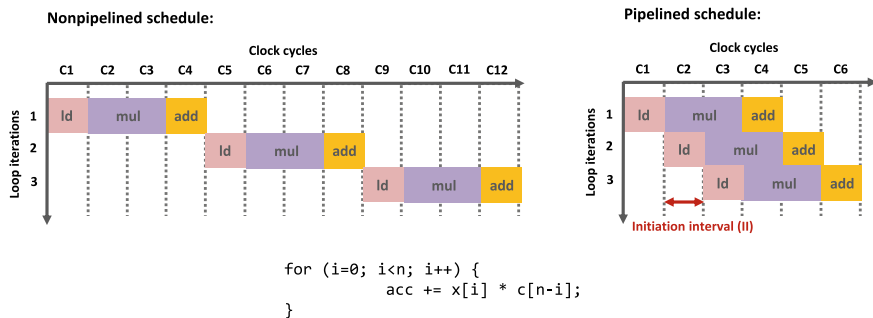 Nonpipelined schedule:
Clock cycles
C1 C2 C3 C4 C5 C6 C7 C8 C9 C10 C11 C12
Loop iterations
1 ld mul add
2 ld mul add
3 ld mul add
Pipelined schedule:
Clock cycles
C1 C2 C3 C4 C5 C6
Loop iterations
1 ld mul add
2 ld mul add
3 ld mul add
Initiation interval (II)
for (i=0; i<n; i++) {
acc += x[i] * c[n-i];
}